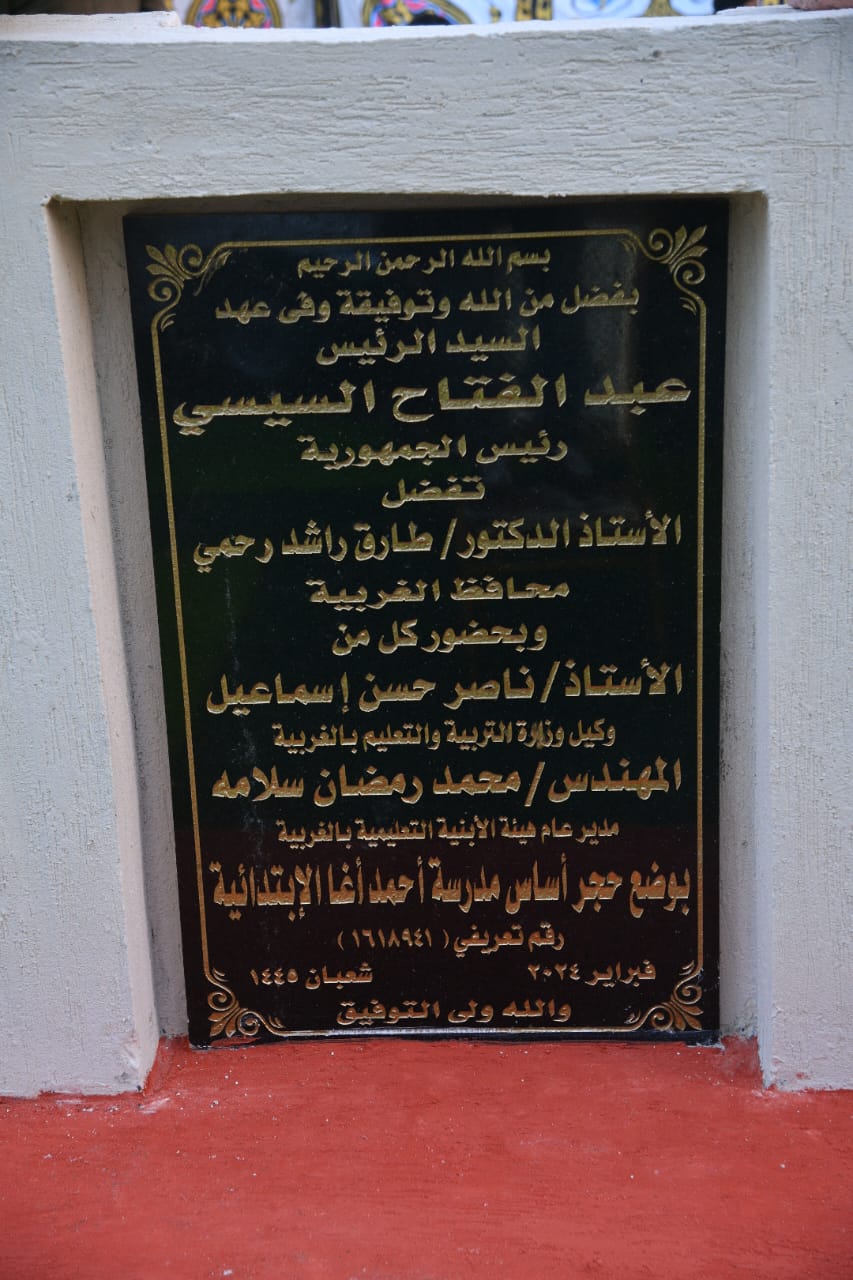 بسم الله الرحمن الرحيم
بفضل من الله وتوفيقة وفى عهد
السيد الرئيس
عبد الفتاح السيسي
رئيس الجمهورية
تفضل
الأستاذ الدكتور/ طارق راشد رحمي
محافظ الغربية
وبحضور كل من
الأستاذ/ ناصر حسن إسماعيل
وكيل وزارة التربية والتعليم بالغربية
المهندس/ محمد رمضان سلامه
مدير عام هيئة الأبنية التعليمية بالغربية
بوضع حجر أساس مدرسة أحمد أغا الإبتدائية
رقم تعريفي (١٦١٨٩٤١)
فبراير ٢٠٢٤ شعبان ١٤٤٥
والله ولى التوفيق